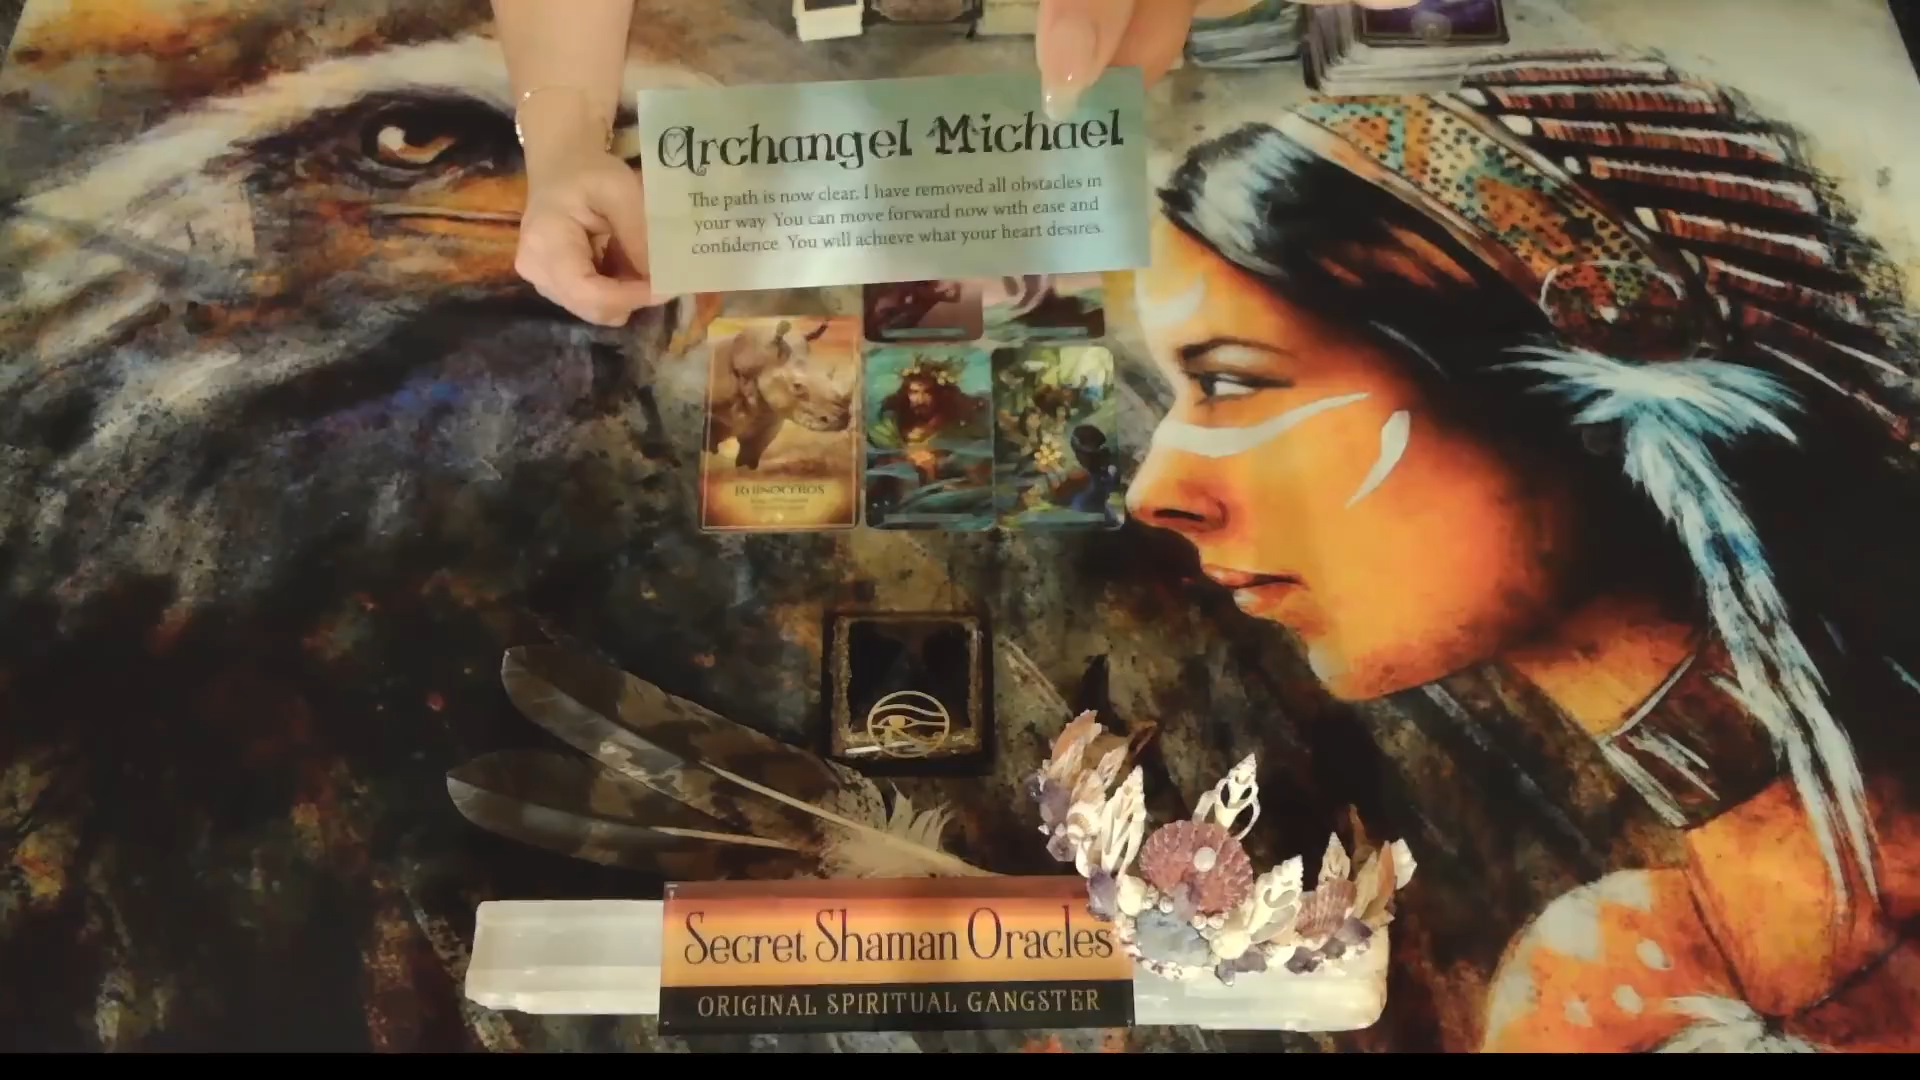 Archangel Michael
The path is now clear. I have removed all obstacles in
your way. You can move forward now with ease and
confidence. You will achieve what your heart desires.
RHINOCEROS
Secret Shaman Oracles
ORIGINAL SPIRITUAL GANGSTER